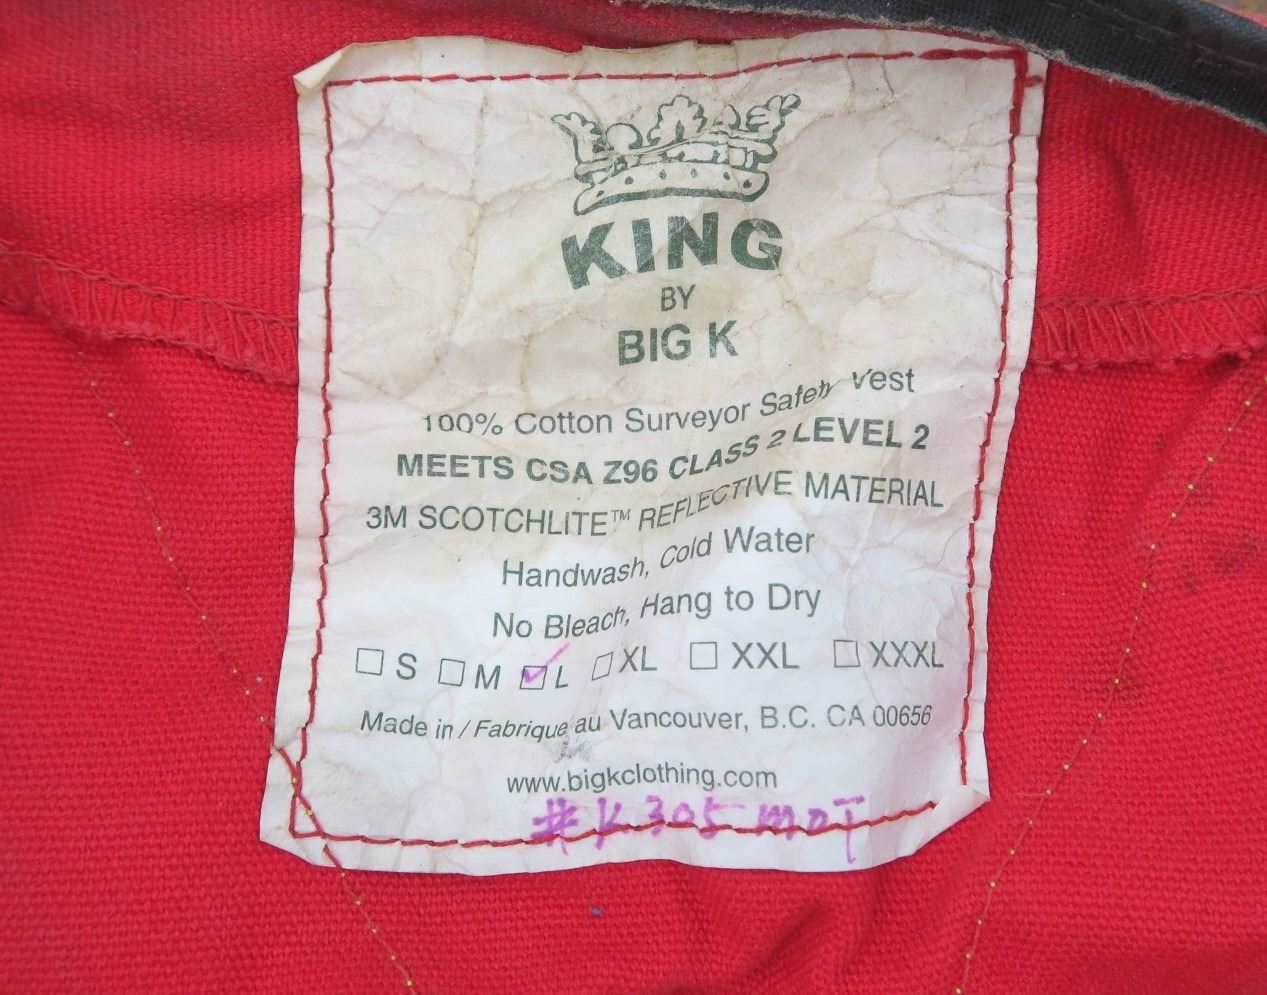 KING
BY
BIG K
100% Cotton Surveyor Safety Vest
MEETS CSA Z96 CLASS 2 LEVEL 2
3M SCOTCHLITE™ REFLECTIVE MATERIAL
Handwash, Cold Water
No Bleach, Hang to Dry
☐ S ☐ M ☑ L ☐ XL ☐ XXL ☐ XXXL
Made in / Fabrique au Vancouver, B.C. CA 00656
www.bigkclothing.com
# K 305 MOT